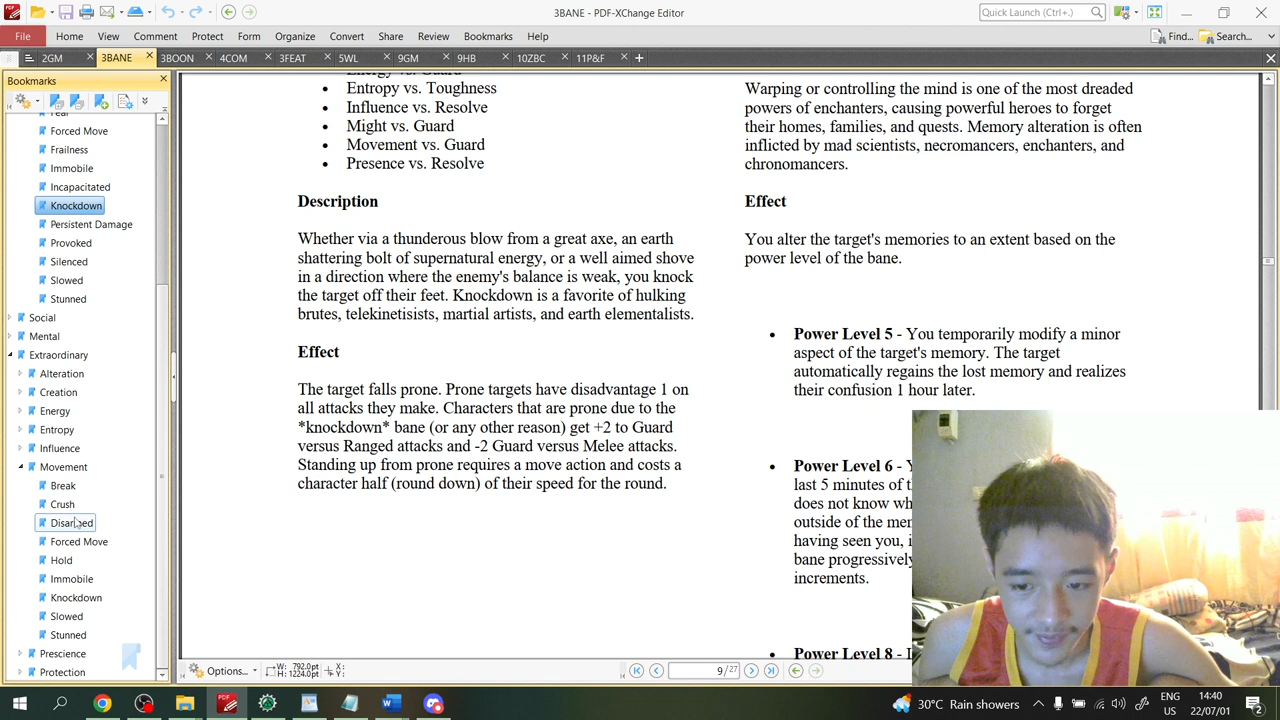 3BANE - PDF-XChange Editor
Quick Launch (Ctrl+.)
File Home View Comment Protect Form Organize Convert Share Review Bookmarks Help
Find... Search...
2GM 3BANE 3BOON 4COM 3FEAT 5WL 9GM 9HB 10ZBC 11P&F
Bookmarks
Fear
Forced Move
Frailness
Immobile
Incapacitated
Knockdown
Persistent Damage
Provoked
Silenced
Slowed
Stunned
Social
Mental
Extraordinary
Alteration
Creation
Energy
Entropy
Influence
Movement
Break
Crush
Disarmed
Forced Move
Hold
Immobile
Knockdown
Slowed
Stunned
Prescience
Protection
Energy vs. Guard
• Entropy vs. Toughness
• Influence vs. Resolve
• Might vs. Guard
• Movement vs. Guard
• Presence vs. Resolve
Description
Whether via a thunderous blow from a great axe, an earth
shattering bolt of supernatural energy, or a well aimed shove
in a direction where the enemy's balance is weak, you knock
the target off their feet. Knockdown is a favorite of hulking
brutes, telekinetisists, martial artists, and earth elementalists.
Effect
The target falls prone. Prone targets have disadvantage 1 on
all attacks they make. Characters that are prone due to the
*knockdown* bane (or any other reason) get +2 to Guard
versus Ranged attacks and -2 Guard versus Melee attacks.
Standing up from prone requires a move action and costs a
character half (round down) of their speed for the round.
Warping or controlling the mind is one of the most dreaded
powers of enchanters, causing powerful heroes to forget
their homes, families, and quests. Memory alteration is often
inflicted by mad scientists, necromancers, enchanters, and
chronomancers.
Effect
You alter the target's memories to an extent based on the
power level of the bane.
• Power Level 5 - You temporarily modify a minor
aspect of the target's memory. The target
automatically regains the lost memory and realizes
their confusion 1 hour later.
• Power Level 6 -
last 5 minutes of
does not know
outside of the
having seen you,
bane progressively
increments.
• Power Level 8 -
Options... W: 792.0pt X:
H: 1224.0pt Y:
9 / 27
30°C Rain showers
ENG
US
14:40
22/07/01
2